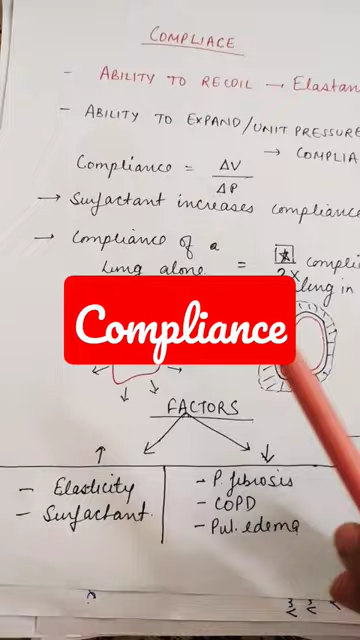 COMPLIACE
- ABILITY TO RECOIL → Elastan
- ABILITY TO EXPAND/UNIT PRESSURE
→ COMPLIA
Compliance = ΔV
ΔP
→ Surfactant increases compliance
→ Compliance of a = compli
lung alone 2x lung in
Compliance
FACTORS
↑ ↓
- Elasticity
- Surfactant
- P. fibrosis
- COPD
- Pul. edema